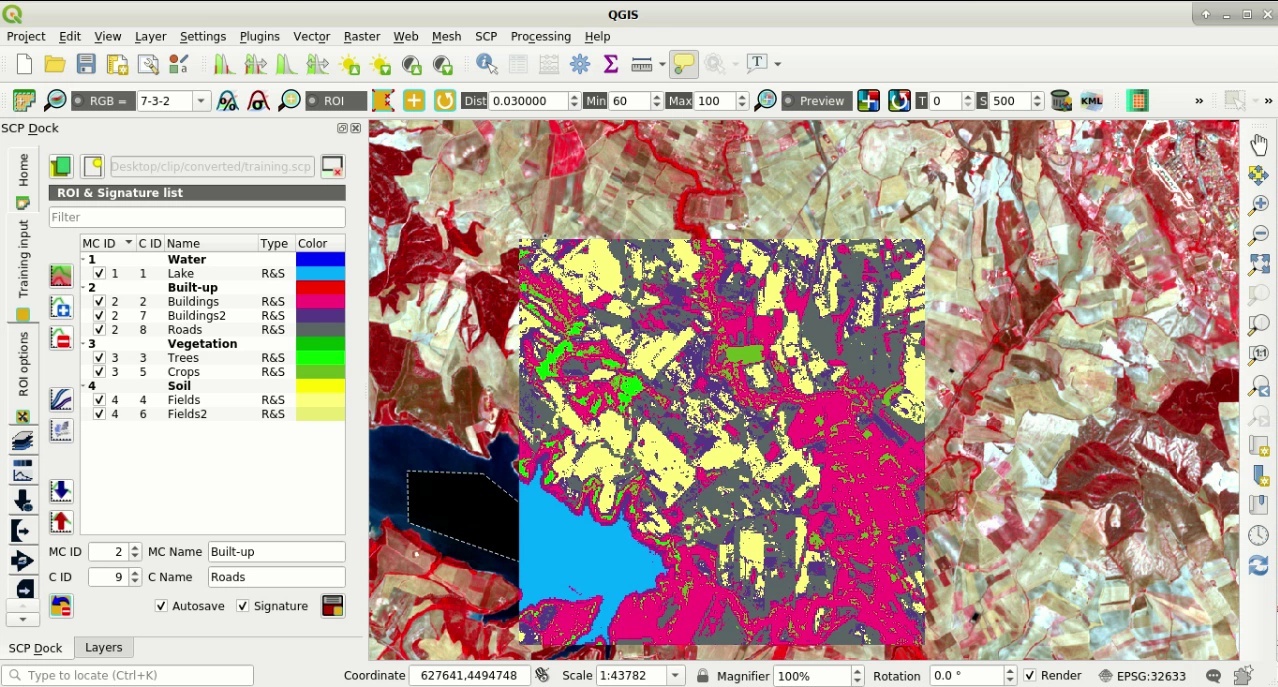 QGIS
Project Edit View Layer Settings Plugins Vector Raster Web Mesh SCP Processing Help
RGB = 7-3-2 ROI Dist 0.030000 Min 60 Max 100 Preview T 0 S 500 KML »  »
SCP Dock
Home
Training input
ROI options
Desktop/clip/converted/training.scp
ROI & Signature list
Filter
MC ID C ID Name Type Color
1 Water
1 1 Lake R&S
2 Built-up
2 2 Buildings R&S
2 7 Buildings2 R&S
2 8 Roads R&S
3 Vegetation
3 3 Trees R&S
3 5 Crops R&S
4 Soil
4 4 Fields R&S
4 6 Fields2 R&S
MC ID 2 MC Name Built-up
C ID 9 C Name Roads
Autosave Signature
SCP Dock Layers
Type to locate (Ctrl+K) Coordinate 627641,4494748 Scale 1:43782 Magnifier 100% Rotation 0.0 ° Render EPSG:32633